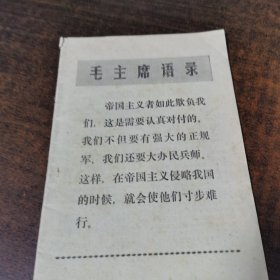 毛主席语录
帝国主义者如此欺负我
们，这是需要认真对付的。
我们不但要有强大的正规
军，我们还要大办民兵师。
这样，在帝国主义侵略我国
的时候，就会使他们寸步难
行。